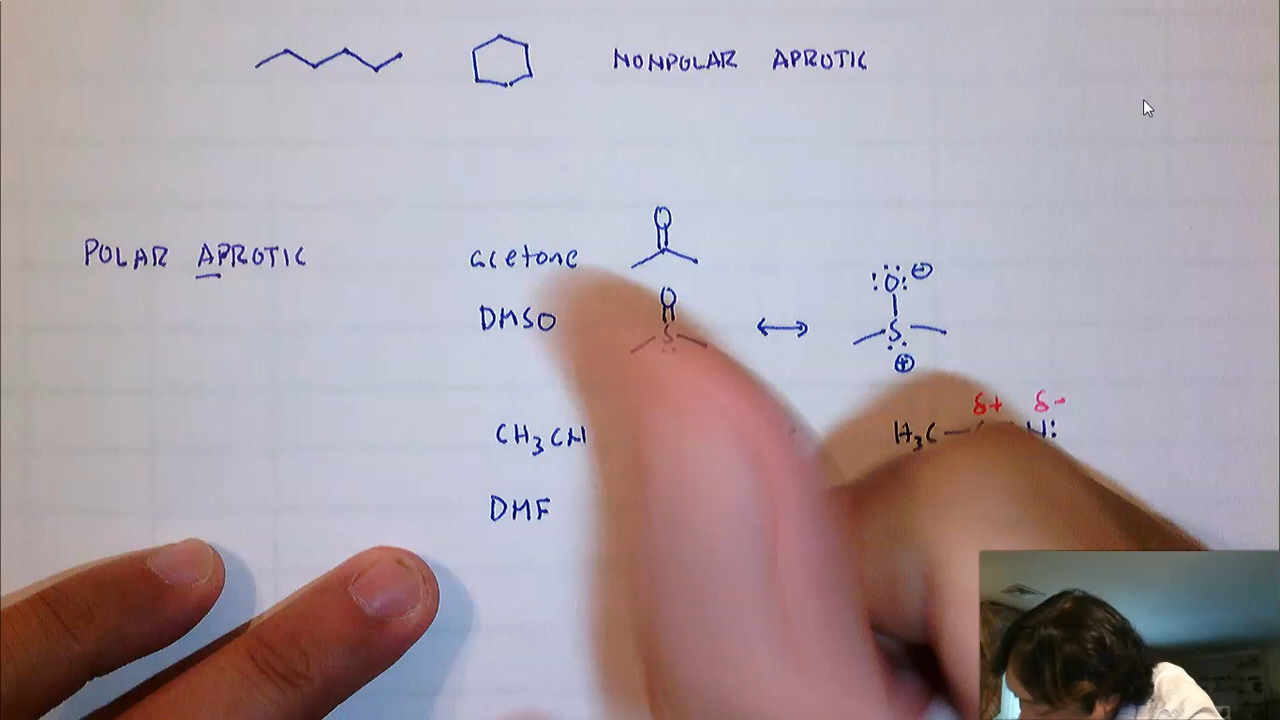 NONPOLAR APROTIC
POLAR APROTIC
acetone
O
DMSO
O
S
:O: ⊖
S
⊕
CH3CN
δ+ δ-
H3C— N:
DMF